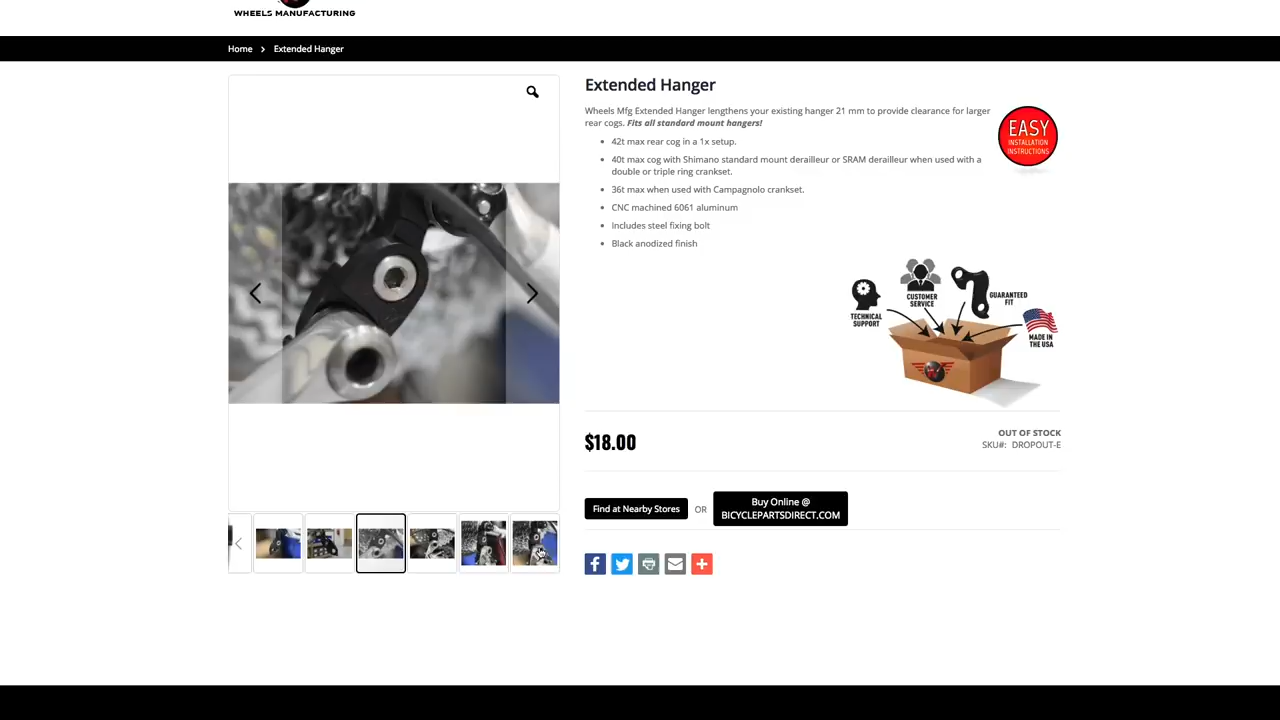 WHEELS MANUFACTURING
Home > Extended Hanger
Extended Hanger
Wheels Mfg Extended Hanger lengthens your existing hanger 21 mm to provide clearance for larger
rear cogs. Fits all standard mount hangers!
• 42t max rear cog in a 1x setup.
• 40t max cog with Shimano standard mount derailleur or SRAM derailleur when used with a
double or triple ring crankset.
• 36t max when used with Campagnolo crankset.
• CNC machined 6061 aluminum
• Includes steel fixing bolt
• Black anodized finish
EASY
INSTALLATION
INSTRUCTIONS
TECHNICAL
SUPPORT
CUSTOMER
SERVICE
GUARANTEED
FIT
MADE IN
THE USA
$18.00
OUT OF STOCK
SKU#: DROPOUT-E
Find at Nearby Stores
OR
Buy Online @
BICYCLEPARTSDIRECT.COM